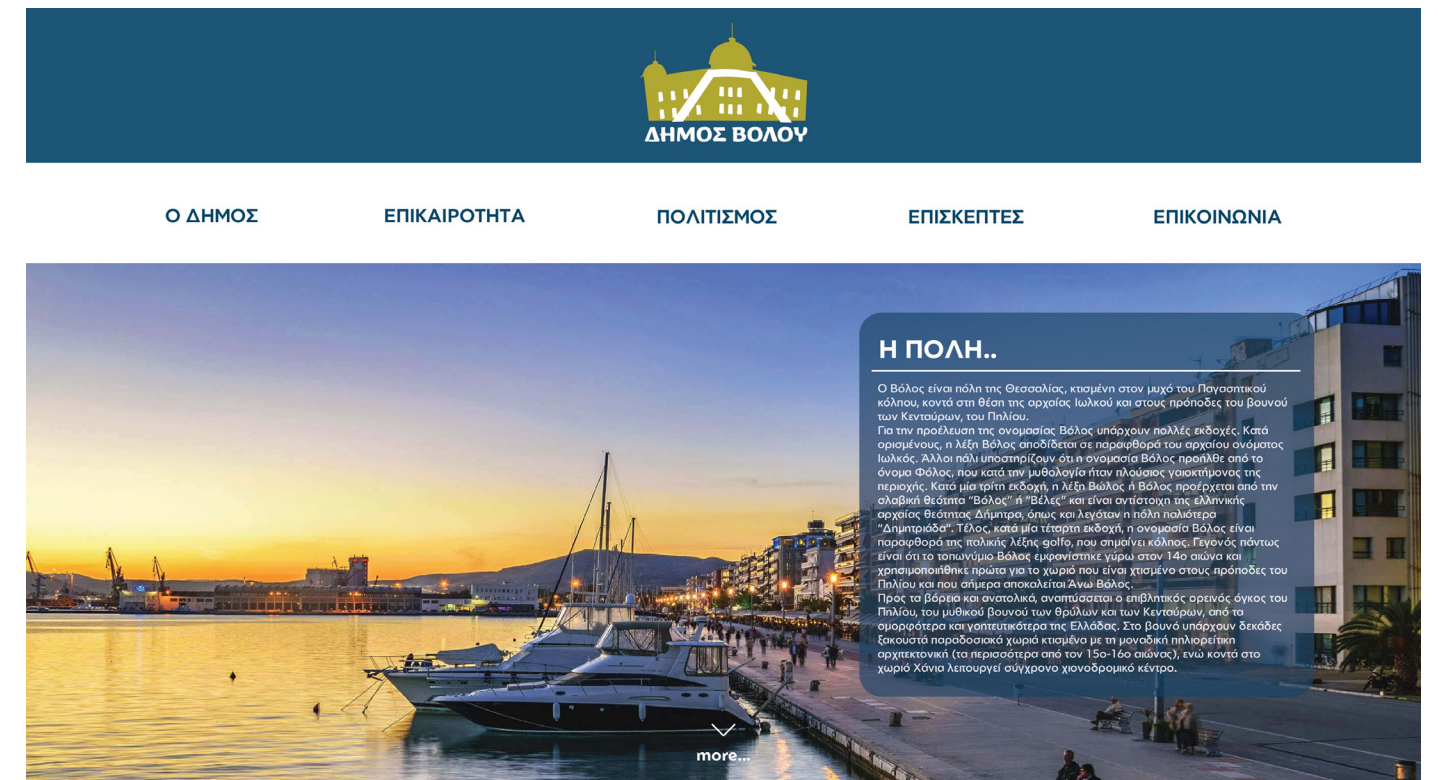 ΔΗΜΟΣ ΒΟΛΟΥ
Ο ΔΗΜΟΣ
ΕΠΙΚΑΙΡΟΤΗΤΑ
ΠΟΛΙΤΙΣΜΟΣ
ΕΠΙΣΚΕΠΤΕΣ
ΕΠΙΚΟΙΝΩΝΙΑ
Η ΠΟΛΗ..
Ο Βόλος είναι πόλη της Θεσσαλίας, κτισμένη στον μυχό του Παγασητικού
κόλπου, κοντά στη θέση της αρχαίας Ιωλκού και στους πρόποδες του βουνού
των Κενταύρων, του Πηλίου.
Για την προέλευση της ονομασίας Βόλος υπάρχουν πολλές εκδοχές. Κατά
ορισμένους, η λέξη Βόλος αποδίδεται σε παραφθορά του αρχαίου ονόματος
Ιωλκός. Άλλοι πάλι υποστηρίζουν ότι η ονομασία Βόλος προήλθε από το
όνομα Φόλος, που κατά την μυθολογία ήταν πλούσιος γαιοκτήμονας της
περιοχής. Κατά μία τρίτη εκδοχή, η λέξη Βώλος ή Βόλος προέρχεται από την
σλαβική θεότητα “Βόλος” ή “Βέλες” και είναι αντίστοιχη της ελληνικής
αρχαίας θεότητας Δήμητρα, όπως και λεγόταν η πόλη παλιότερα
“Δημητριάδα”. Τέλος, κατά μία τέταρτη εκδοχή, η ονομασία Βόλος είναι
παραφθορά της ιταλικής λέξης golfo, που σημαίνει κόλπος. Γεγονός πάντως
είναι ότι το τοπωνύμιο Βόλος εμφανίστηκε γύρω στον 14ο αιώνα και
χρησιμοποιήθηκε πρώτα για το χωριό που είναι χτισμένο στους πρόποδες του
Πηλίου και που σήμερα αποκαλείται Άνω Βόλος.
Προς τα βόρεια και ανατολικά, αναπτύσσεται ο επιβλητικός ορεινός όγκος του
Πηλίου, του μυθικού βουνού των θρύλων και των Κενταύρων, από τα
ομορφότερα και γοητευτικότερα της Ελλάδας. Στο βουνό υπάρχουν δεκάδες
ξακουστά παραδοσιακά χωριά κτισμένα με τη μοναδική πηλιορείτικη
αρχιτεκτονική (τα περισσότερα από τον 15ο-16ο αιώνας), ενώ κοντά στο
χωριό Χάνια λειτουργεί σύγχρονο χιονοδρομικό κέντρο.
more...